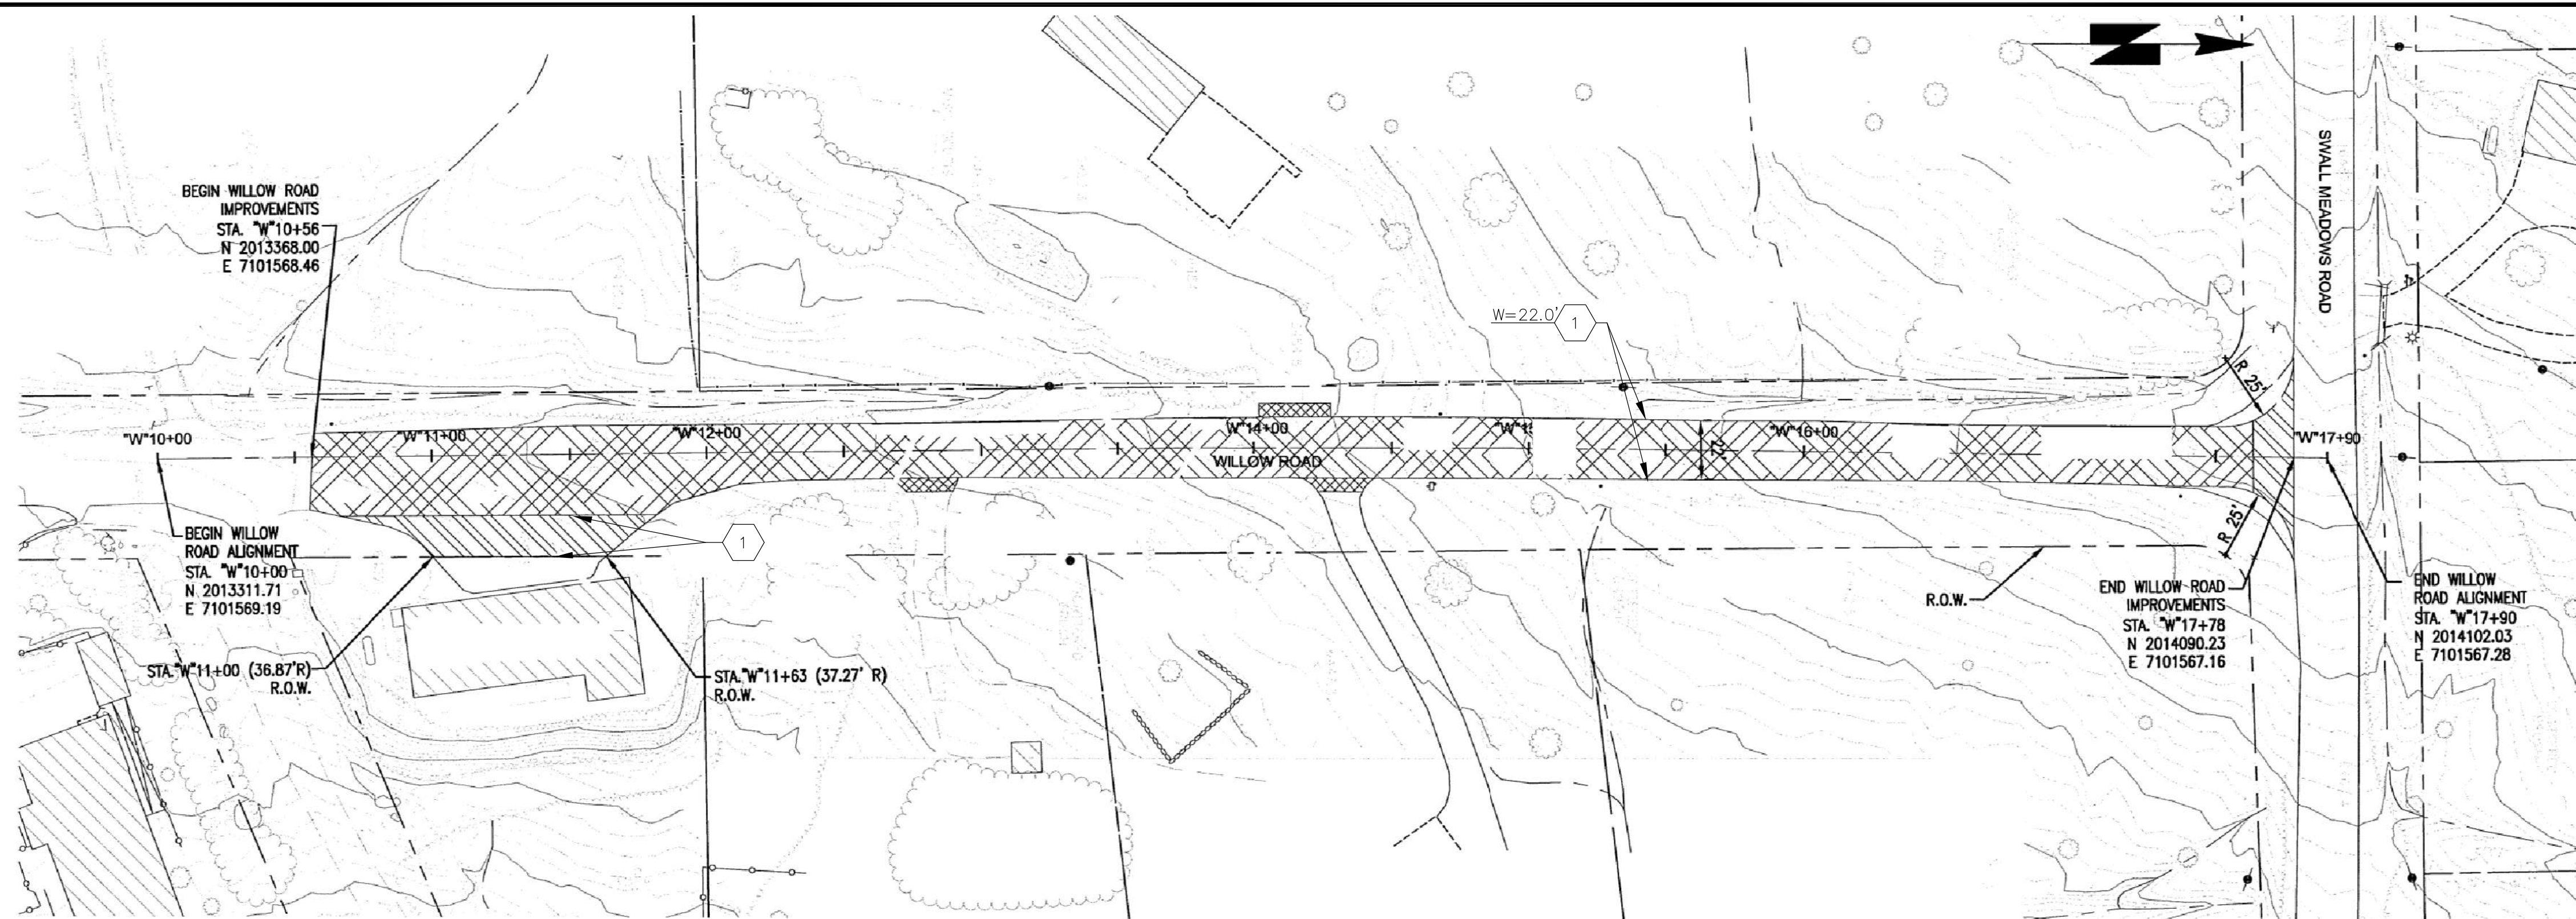 BEGIN WILLOW ROAD
IMPROVEMENTS
STA. "W"10+56
N 2013368.00
E 7101568.46
"W"10+00
"W"11+00
"W"12+00
"W"14+00
"W"16+00
"W"17+90
WILLOW ROAD
22'
W=22.0'
1
1
R 25'
R 25'
SWALL MEADOWS ROAD
BEGIN WILLOW
ROAD ALIGNMENT
STA. "W"10+00
N 2013311.71
E 7101569.19
STA."W"11+00 (36.87'R)
R.O.W.
STA."W"11+63 (37.27' R)
R.O.W.
R.O.W.
END WILLOW ROAD
IMPROVEMENTS
STA. "W"17+78
N 2014090.23
E 7101567.16
END WILLOW
ROAD ALIGNMENT
STA. "W"17+90
N 2014102.03
E 7101567.28